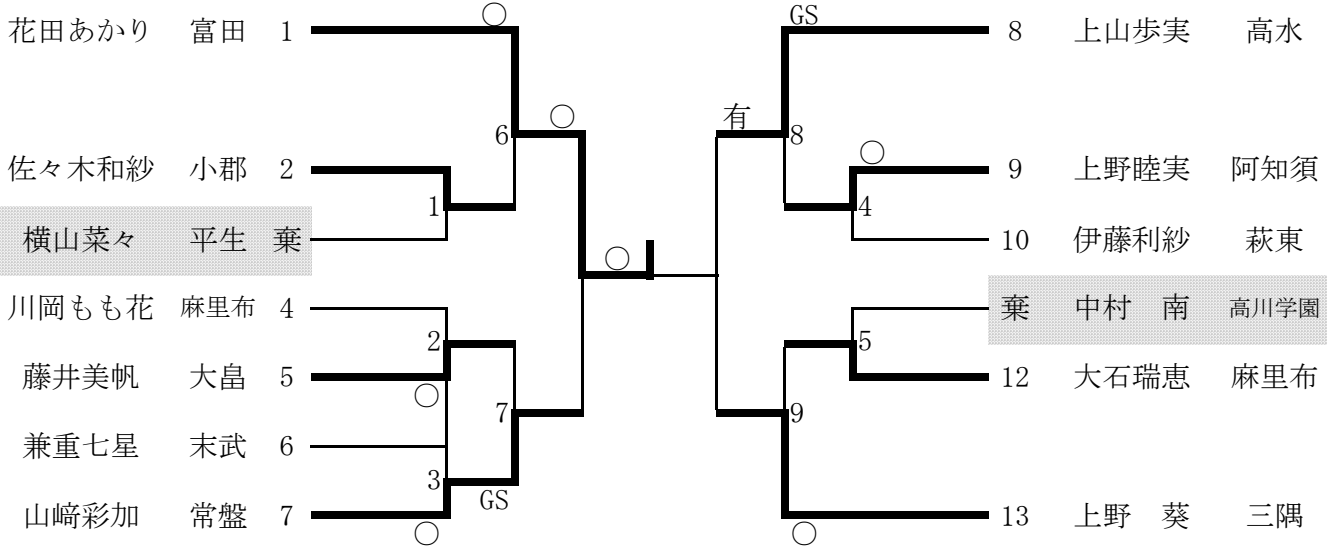 花田あかり 富田 1
○
GS
8 上山歩実 高水
○
有
6
8
佐々木和紗 小郡 2
○
9 上野睦実 阿知須
1
4
横山菜々 平生 棄
10 伊藤利紗 萩東
○
川岡もも花 麻里布 4
棄 中村 南 高川学園
2
5
藤井美帆 大畠 5
12 大石瑞恵 麻里布
○
7
9
兼重七星 末武 6
3
GS
山﨑彩加 常盤 7
○
○
13 上野 葵 三隅